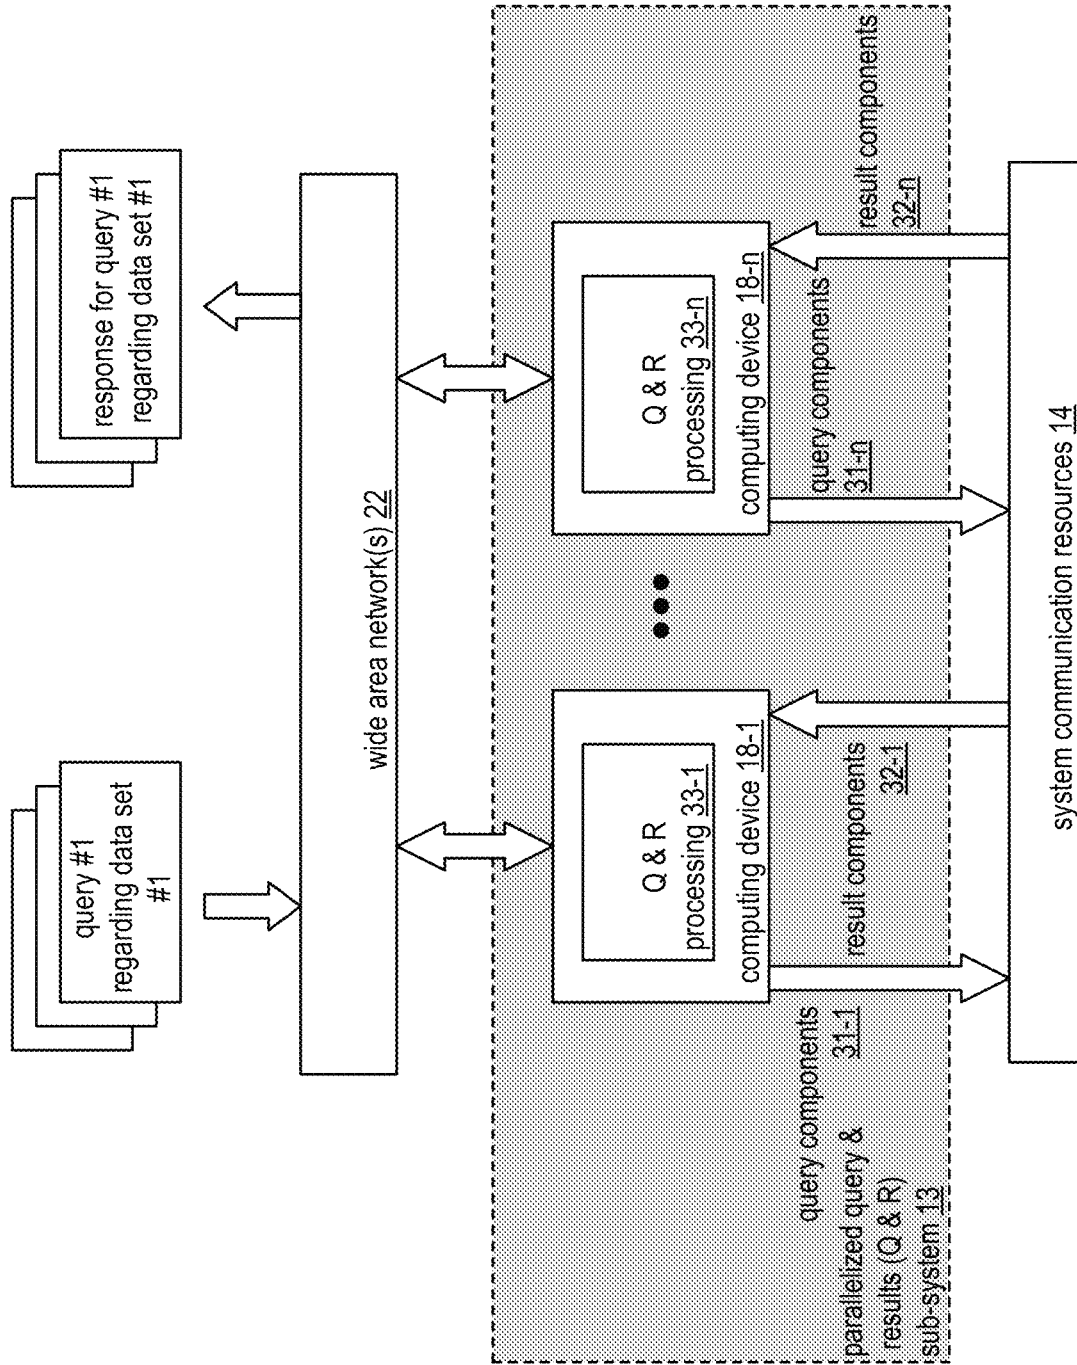 query #1
regarding data set
#1
response for query #1
regarding data set #1
wide area network(s) 22
Q & R
processing 33-1
computing device 18-1
Q & R
processing 33-n
computing device 18-n
query components
31-1
result components
32-1
query components
31-n
result components
32-n
parallelized query &
results (Q & R)
sub-system 13
system communication resources 14